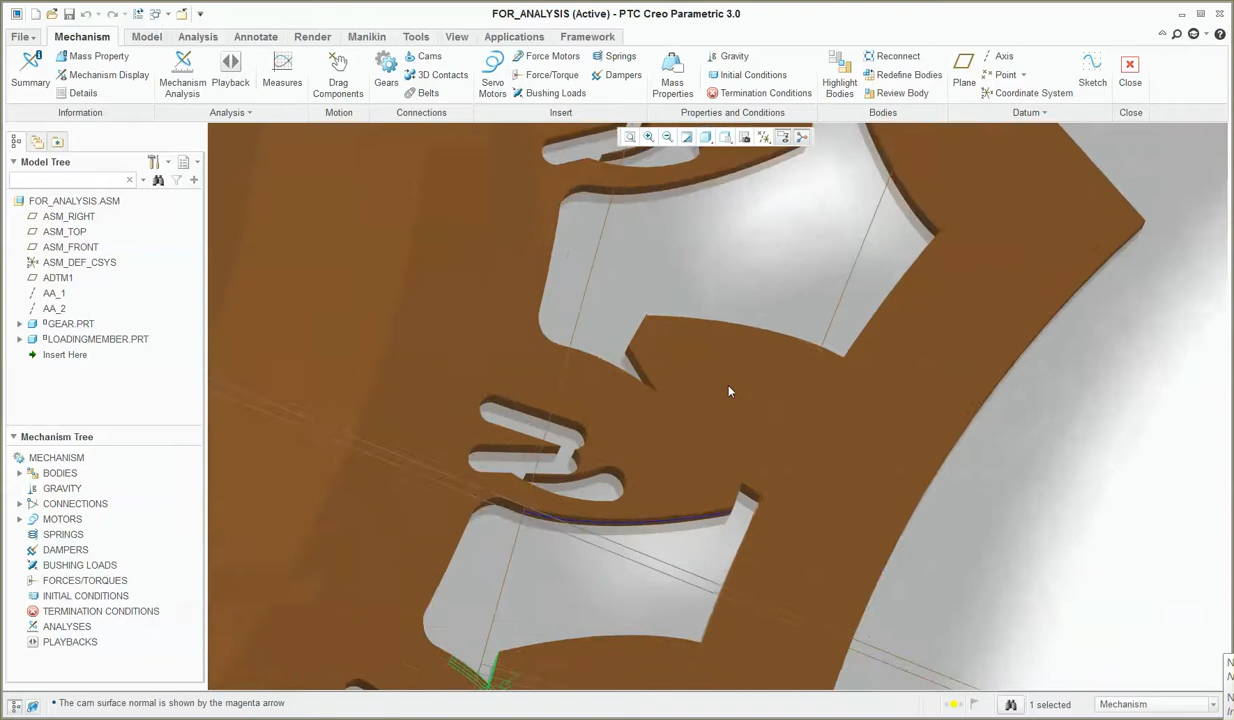 FOR_ANALYSIS (Active) - PTC Creo Parametric 3.0
File Mechanism Model Analysis Annotate Render Manikin Tools View Applications Framework
Summary
Mass Property
Mechanism Display
Details
Information
Mechanism Analysis
Playback
Measures
Analysis
Drag Components
Motion
Gears
Cams
3D Contacts
Belts
Connections
Servo Motors
Force Motors
Force/Torque
Bushing Loads
Springs
Dampers
Insert
Mass Properties
Gravity
Initial Conditions
Termination Conditions
Properties and Conditions
Highlight Bodies
Reconnect
Redefine Bodies
Review Body
Bodies
Plane
Axis
Point
Coordinate System
Sketch
Datum
Close
Close
Model Tree
FOR_ANALYSIS.ASM
ASM_RIGHT
ASM_TOP
ASM_FRONT
ASM_DEF_CSYS
ADTM1
AA_1
AA_2
GEAR.PRT
LOADINGMEMBER.PRT
Insert Here
Mechanism Tree
MECHANISM
BODIES
GRAVITY
CONNECTIONS
MOTORS
SPRINGS
DAMPERS
BUSHING LOADS
FORCES/TORQUES
INITIAL CONDITIONS
TERMINATION CONDITIONS
ANALYSES
PLAYBACKS
• The cam surface normal is shown by the magenta arrow
1 selected
Mechanism